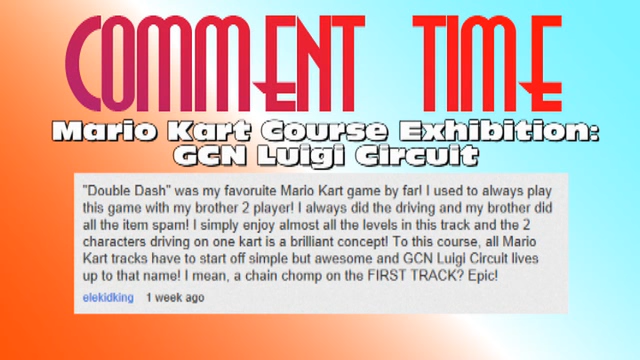 COMMENT TIME
Mario Kart Course Exhibition:
GCN Luigi Circuit
"Double Dash" was my favoruite Mario Kart game by far! I used to always play
this game with my brother 2 player! I always did the driving and my brother did
all the item spam! I simply enjoy almost all the levels in this track and the 2
characters driving on one kart is a brilliant concept! To this course, all Mario
Kart tracks have to start off simple but awesome and GCN Luigi Circuit lives
up to that name! I mean, a chain chomp on the FIRST TRACK? Epic!
elekidking 1 week ago